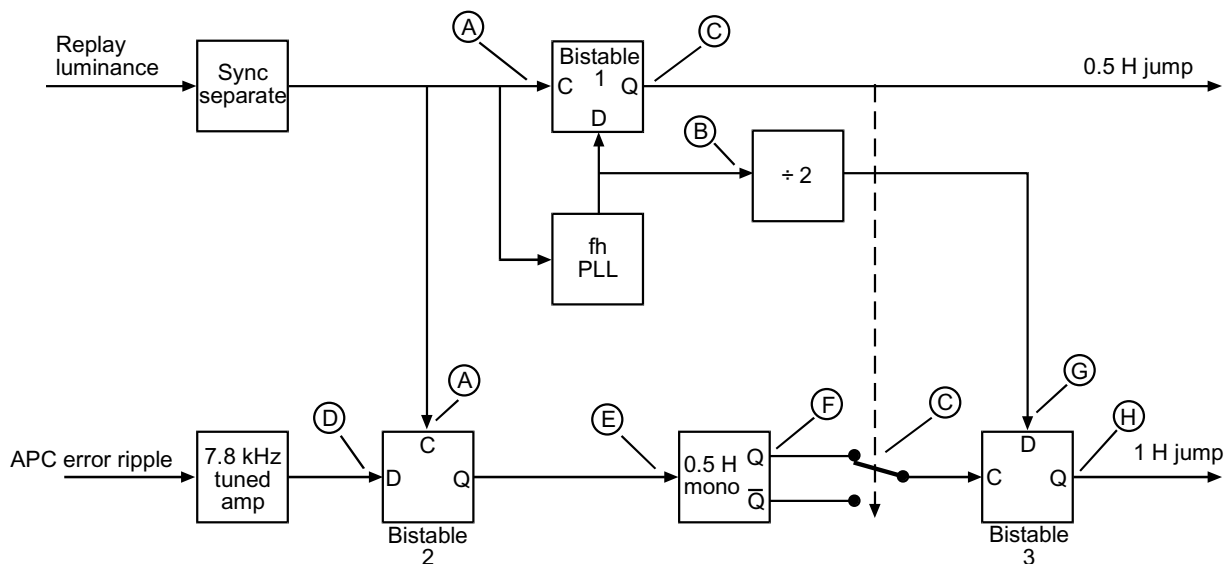 Replay
luminance
Sync
separate
A
Bistable
1
C
Q
D
C
0.5 H jump
B
÷ 2
fh
PLL
APC error ripple
7.8 kHz
tuned
amp
D
A
C
D
Q
Bistable
2
E
0.5 H
mono
Q
Q̅
F
C
G
D
C
Q
Bistable
3
H
1 H jump